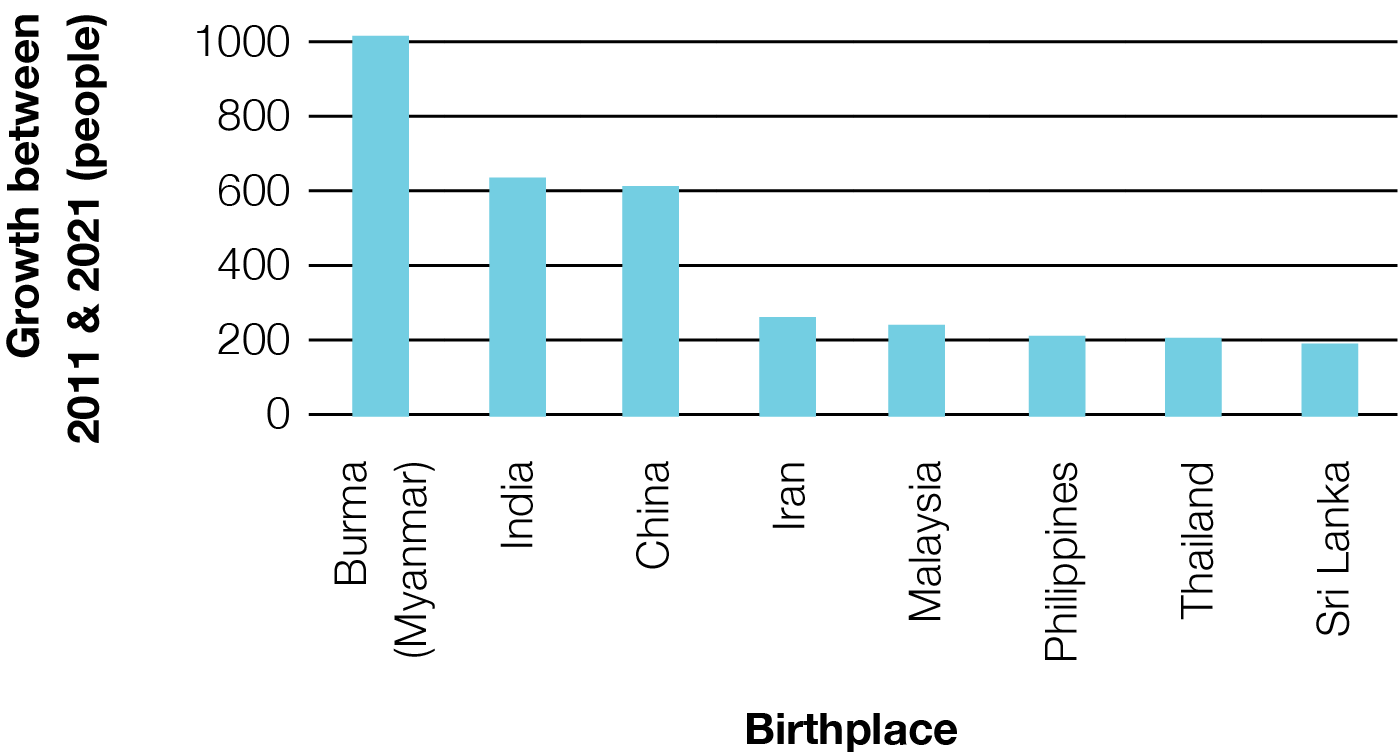 Growth between
2011 & 2021 (people)
1000
800
600
400
200
0
Burma
(Myanmar)
India
China
Iran
Malaysia
Philippines
Thailand
Sri Lanka
Birthplace